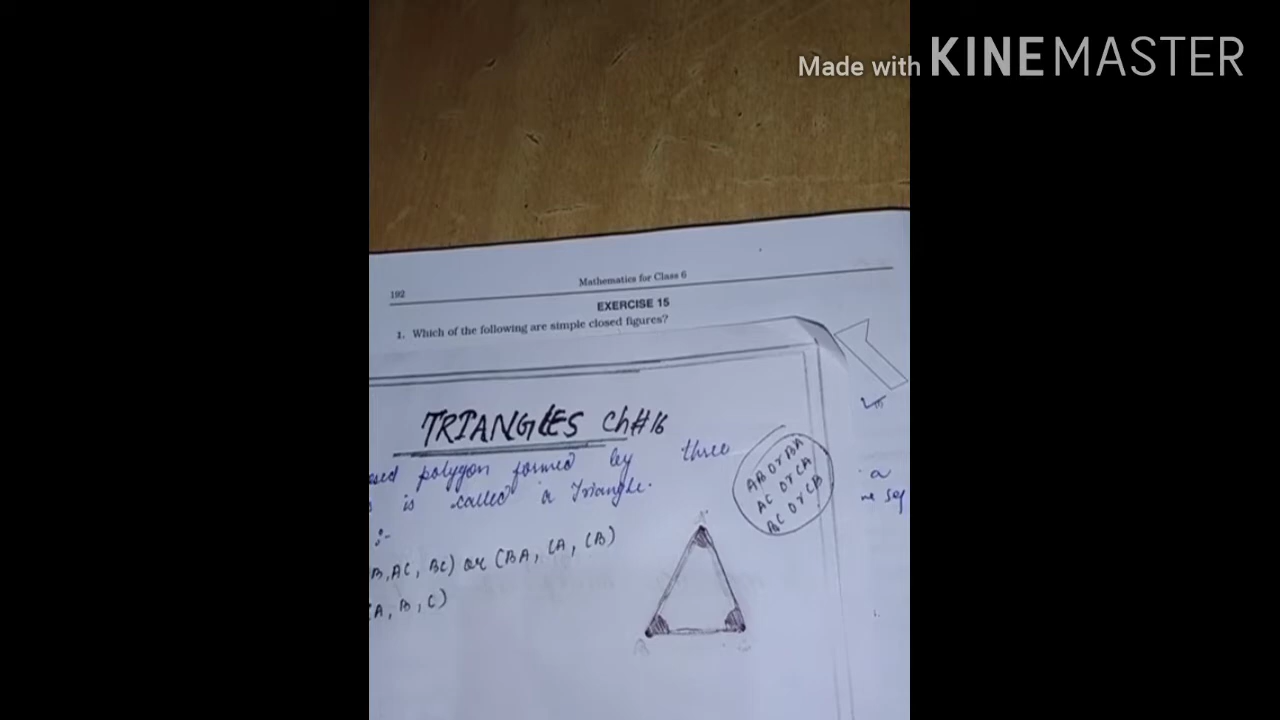 Made with KINEMASTER
192
Mathematics for Class 6
EXERCISE 15
1. Which of the following are simple closed figures?
TRIANGLES Ch#16
polygon formed by three
is called a Triangle.
:-
B, AC, BC) or (BA, CA, CB)
(A, B, C)
AB or BA
AC or CA
BC or CB
A
B
C
a